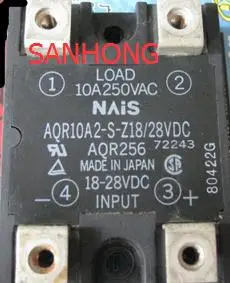 SANHONG
LOAD
① 10A250VAC ②
NAiS
AQR10A2-S-Z18/28VDC
AQR256 72243
MADE IN JAPAN
18-28VDC
- ④ INPUT ③ +
80422G